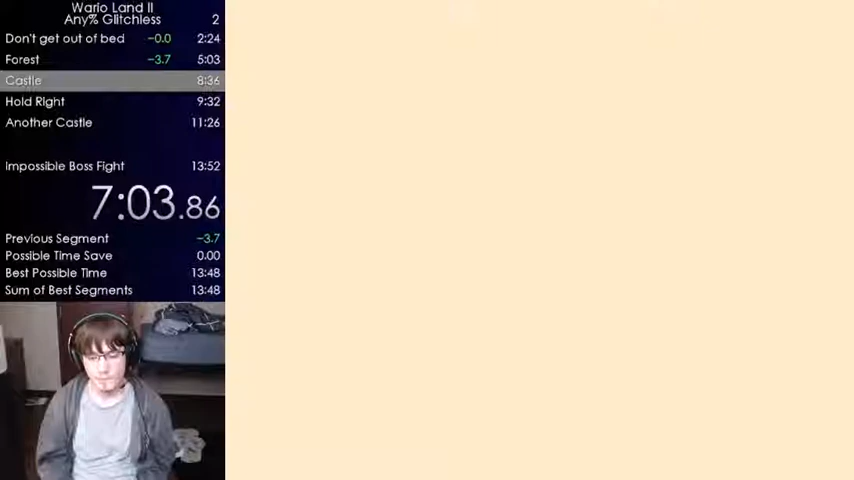 Wario Land II
Any% Glitchless 2
Don't get out of bed -0.0 2:24
Forest -3.7 5:03
Castle 8:36
Hold Right 9:32
Another Castle 11:26
Impossible Boss Fight 13:52
7:03.86
Previous Segment -3.7
Possible Time Save 0.00
Best Possible Time 13:48
Sum of Best Segments 13:48